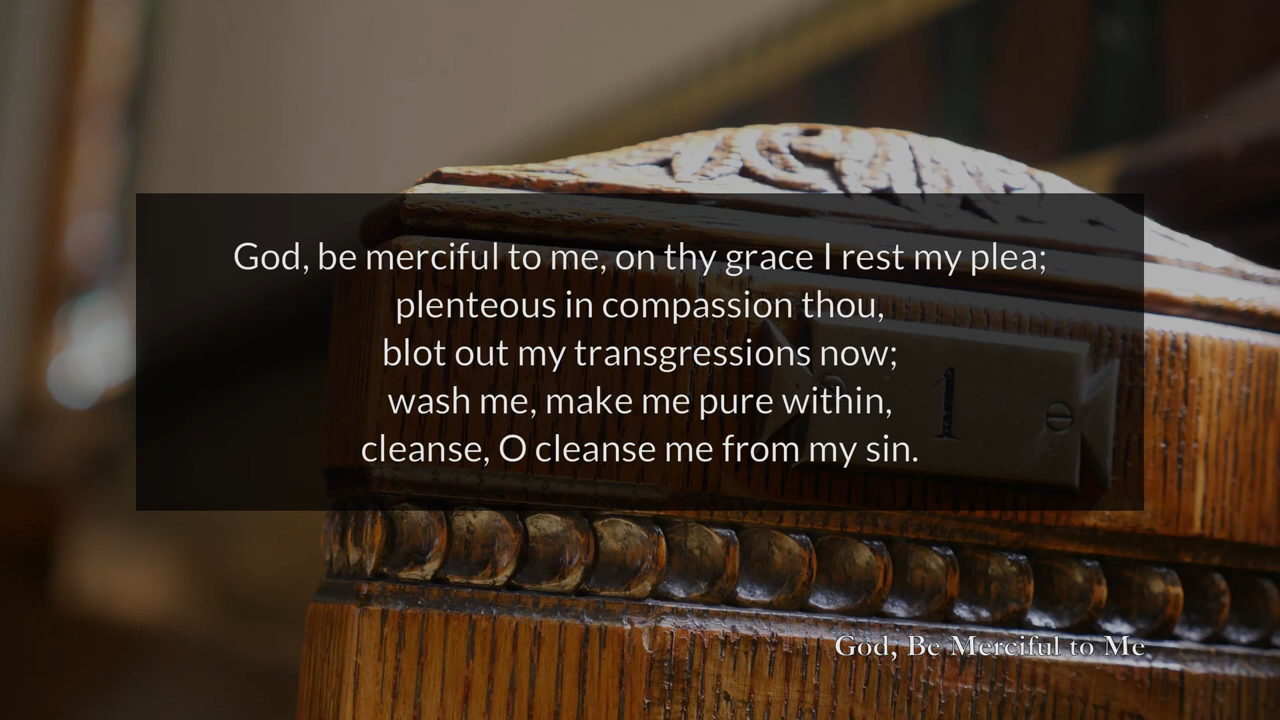 God, be merciful to me, on thy grace I rest my plea;
plenteous in compassion thou,
blot out my transgressions now;
wash me, make me pure within,
cleanse, O cleanse me from my sin.
1
God, Be Merciful to Me